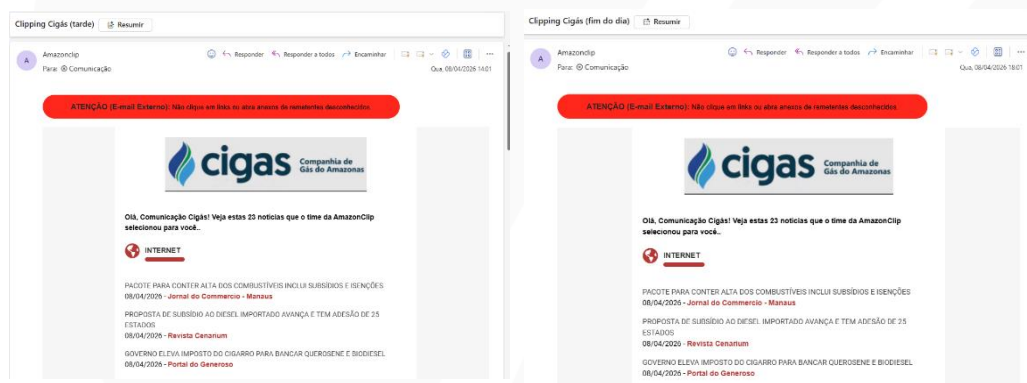 Clipping Cigás (tarde) Resumir
A Amazonclip
Responder Responder a todos Encaminhar
Para: Comunicação
Qua, 08/04/2026 14:01
ATENÇÃO (E-mail Externo): Não clique em links ou abra anexos de remetentes desconhecidos.
cigas Companhia de
Gás do Amazonas
Olá, Comunicação Cigás! Veja estas 23 notícias que o time da AmazonClip
selecionou para você..
INTERNET
PACOTE PARA CONTER ALTA DOS COMBUSTÍVEIS INCLUI SUBSÍDIOS E ISENÇÕES
08/04/2026 - Jornal do Commercio - Manaus
PROPOSTA DE SUBSÍDIO AO DIESEL IMPORTADO AVANÇA E TEM ADESÃO DE 25
ESTADOS
08/04/2026 - Revista Cenarium
GOVERNO ELEVA IMPOSTO DO CIGARRO PARA BANCAR QUEROSENE E BIODIESEL
08/04/2026 - Portal do Generoso
Clipping Cigás (fim do dia) Resumir
A Amazonclip
Responder Responder a todos Encaminhar
Para: Comunicação
Qua, 08/04/2026 18:01
ATENÇÃO (E-mail Externo): Não clique em links ou abra anexos de remetentes desconhecidos.
cigas Companhia de
Gás do Amazonas
Olá, Comunicação Cigás! Veja estas 23 notícias que o time da AmazonClip
selecionou para você..
INTERNET
PACOTE PARA CONTER ALTA DOS COMBUSTÍVEIS INCLUI SUBSÍDIOS E ISENÇÕES
08/04/2026 - Jornal do Commercio - Manaus
PROPOSTA DE SUBSÍDIO AO DIESEL IMPORTADO AVANÇA E TEM ADESÃO DE 25
ESTADOS
08/04/2026 - Revista Cenarium
GOVERNO ELEVA IMPOSTO DO CIGARRO PARA BANCAR QUEROSENE E BIODIESEL
08/04/2026 - Portal do Generoso